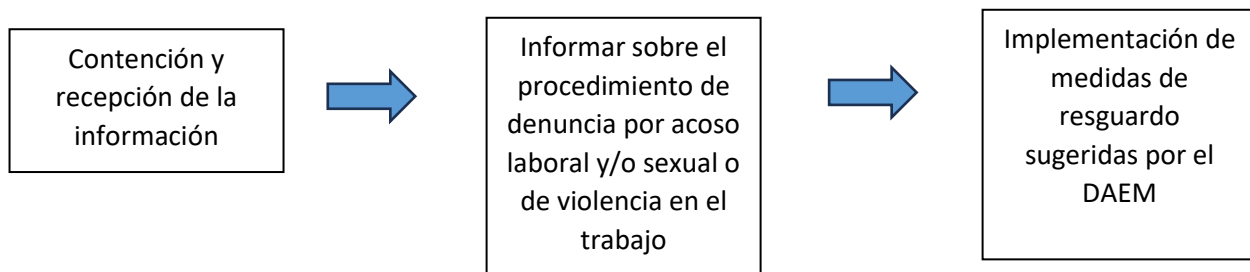 Contención y
recepción de la
información
Informar sobre el
procedimiento de
denuncia por acoso
laboral y/o sexual o
de violencia en el
trabajo
Implementación de
medidas de
resguardo
sugeridas por el
DAEM